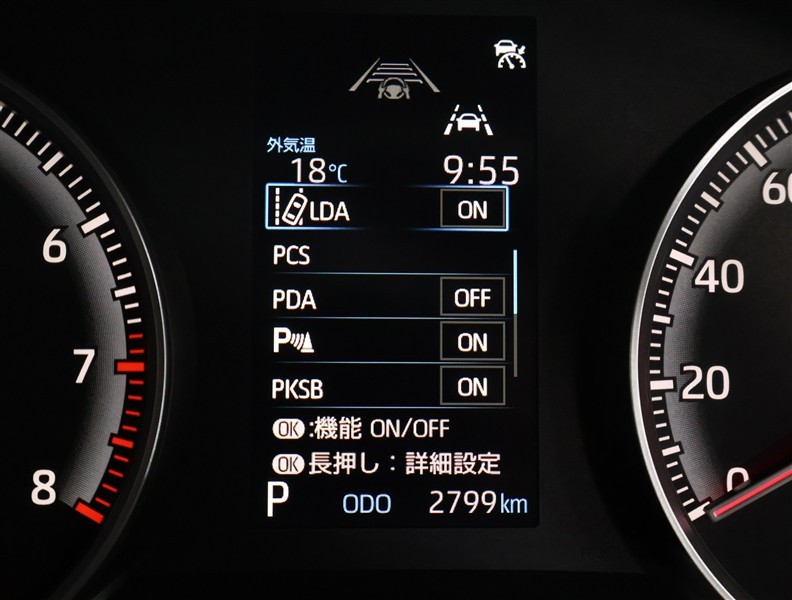 外気温
18℃ 9:55
LDA ON
PCS
PDA OFF
P ON
PKSB ON
OK:機能 ON/OFF
OK長押し:詳細設定
P ODO 2799km
6
7
8
60
40
20
0